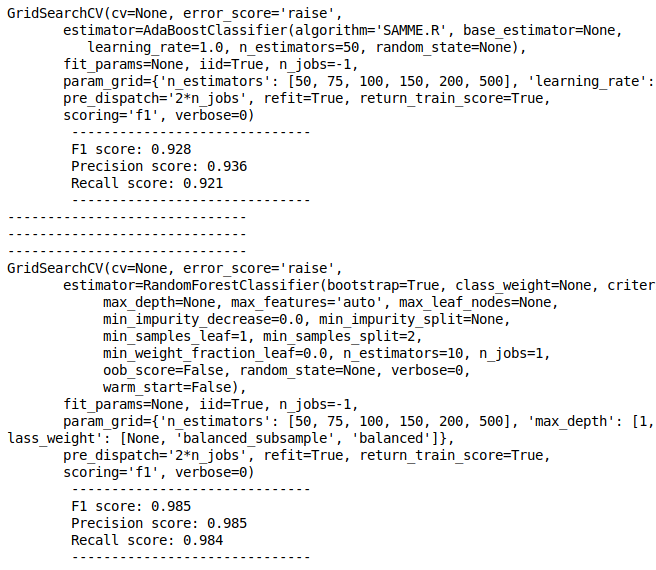 GridSearchCV(cv=None, error_score='raise',
estimator=AdaBoostClassifier(algorithm='SAMME.R', base_estimator=None,
learning_rate=1.0, n_estimators=50, random_state=None),
fit_params=None, iid=True, n_jobs=-1,
param_grid={'n_estimators': [50, 75, 100, 150, 200, 500], 'learning_rate':
pre_dispatch='2*n_jobs', refit=True, return_train_score=True,
scoring='f1', verbose=0)
------------------------------
F1 score: 0.928
Precision score: 0.936
Recall score: 0.921
------------------------------
------------------------------
------------------------------
------------------------------
GridSearchCV(cv=None, error_score='raise',
estimator=RandomForestClassifier(bootstrap=True, class_weight=None, criter
max_depth=None, max_features='auto', max_leaf_nodes=None,
min_impurity_decrease=0.0, min_impurity_split=None,
min_samples_leaf=1, min_samples_split=2,
min_weight_fraction_leaf=0.0, n_estimators=10, n_jobs=1,
oob_score=False, random_state=None, verbose=0,
warm_start=False),
fit_params=None, iid=True, n_jobs=-1,
param_grid={'n_estimators': [50, 75, 100, 150, 200, 500], 'max_depth': [1,
lass_weight': [None, 'balanced_subsample', 'balanced']},
pre_dispatch='2*n_jobs', refit=True, return_train_score=True,
scoring='f1', verbose=0)
------------------------------
F1 score: 0.985
Precision score: 0.985
Recall score: 0.984
------------------------------